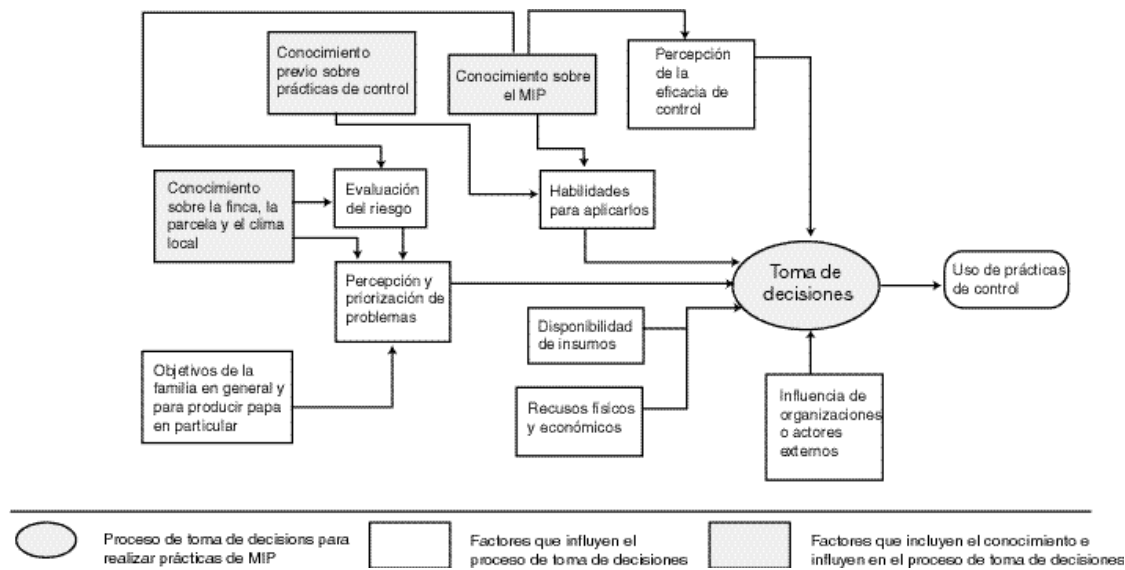 Conocimiento
previo sobre
prácticas de control
Conocimiento sobre
el MIP
Percepción
de la
eficacia de
control
Conocimiento
sobre la finca, la
parcela y el clima
local
Evaluación
del riesgo
Habilidades
para aplicarlos
Percepción y
priorización de
problemas
Toma de
decisiones
Uso de prácticas
de control
Disponibilidad
de insumos
Objetivos de la
familia en general y
para producir papa
en particular
Recusos físicos
y económicos
Influencia de
organizaciones
o actores
externos
Proceso de toma de decisions para
realizar prácticas de MIP
Factores que influyen el
proceso de toma de decisiones
Factores que incluyen el conocimiento e
influyen en el proceso de toma de decisiones